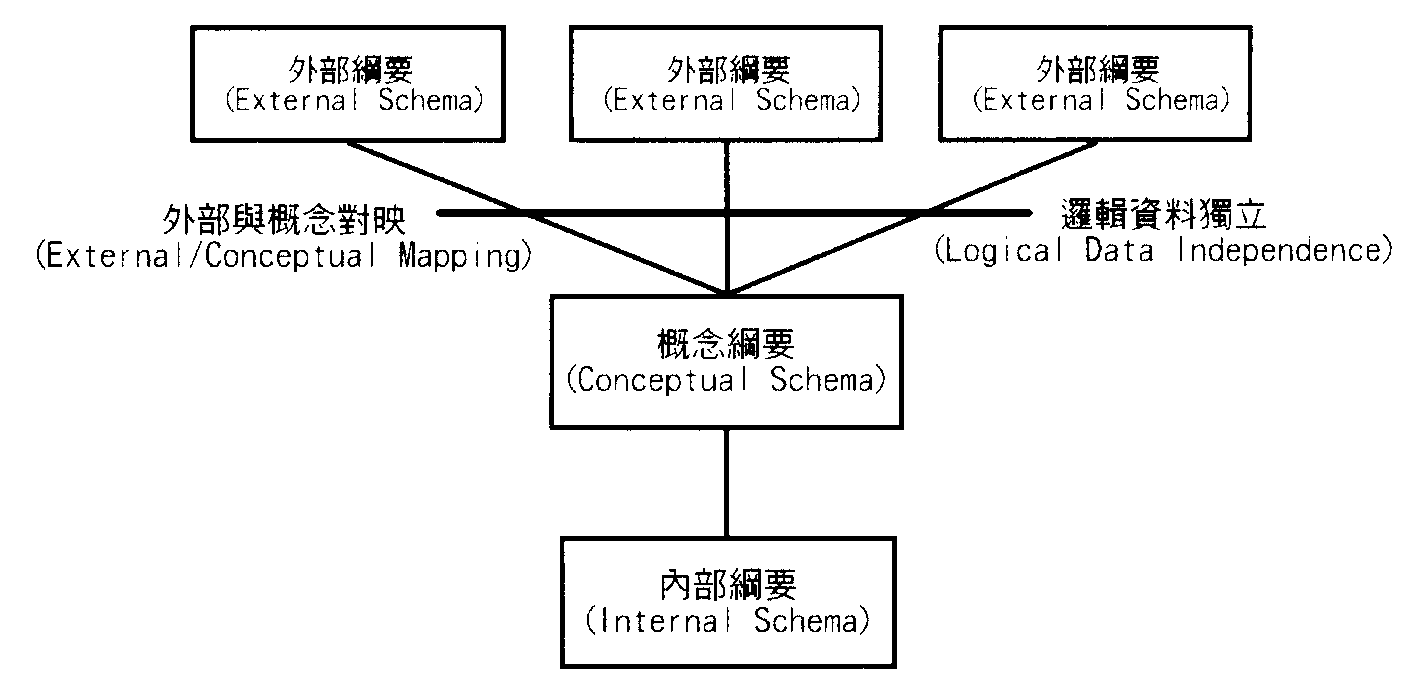 外部綱要
(External Schema)
外部綱要
(External Schema)
外部綱要
(External Schema)
外部與概念對映
(External/Conceptual Mapping)
邏輯資料獨立
(Logical Data Independence)
概念綱要
(Conceptual Schema)
內部綱要
(Internal Schema)